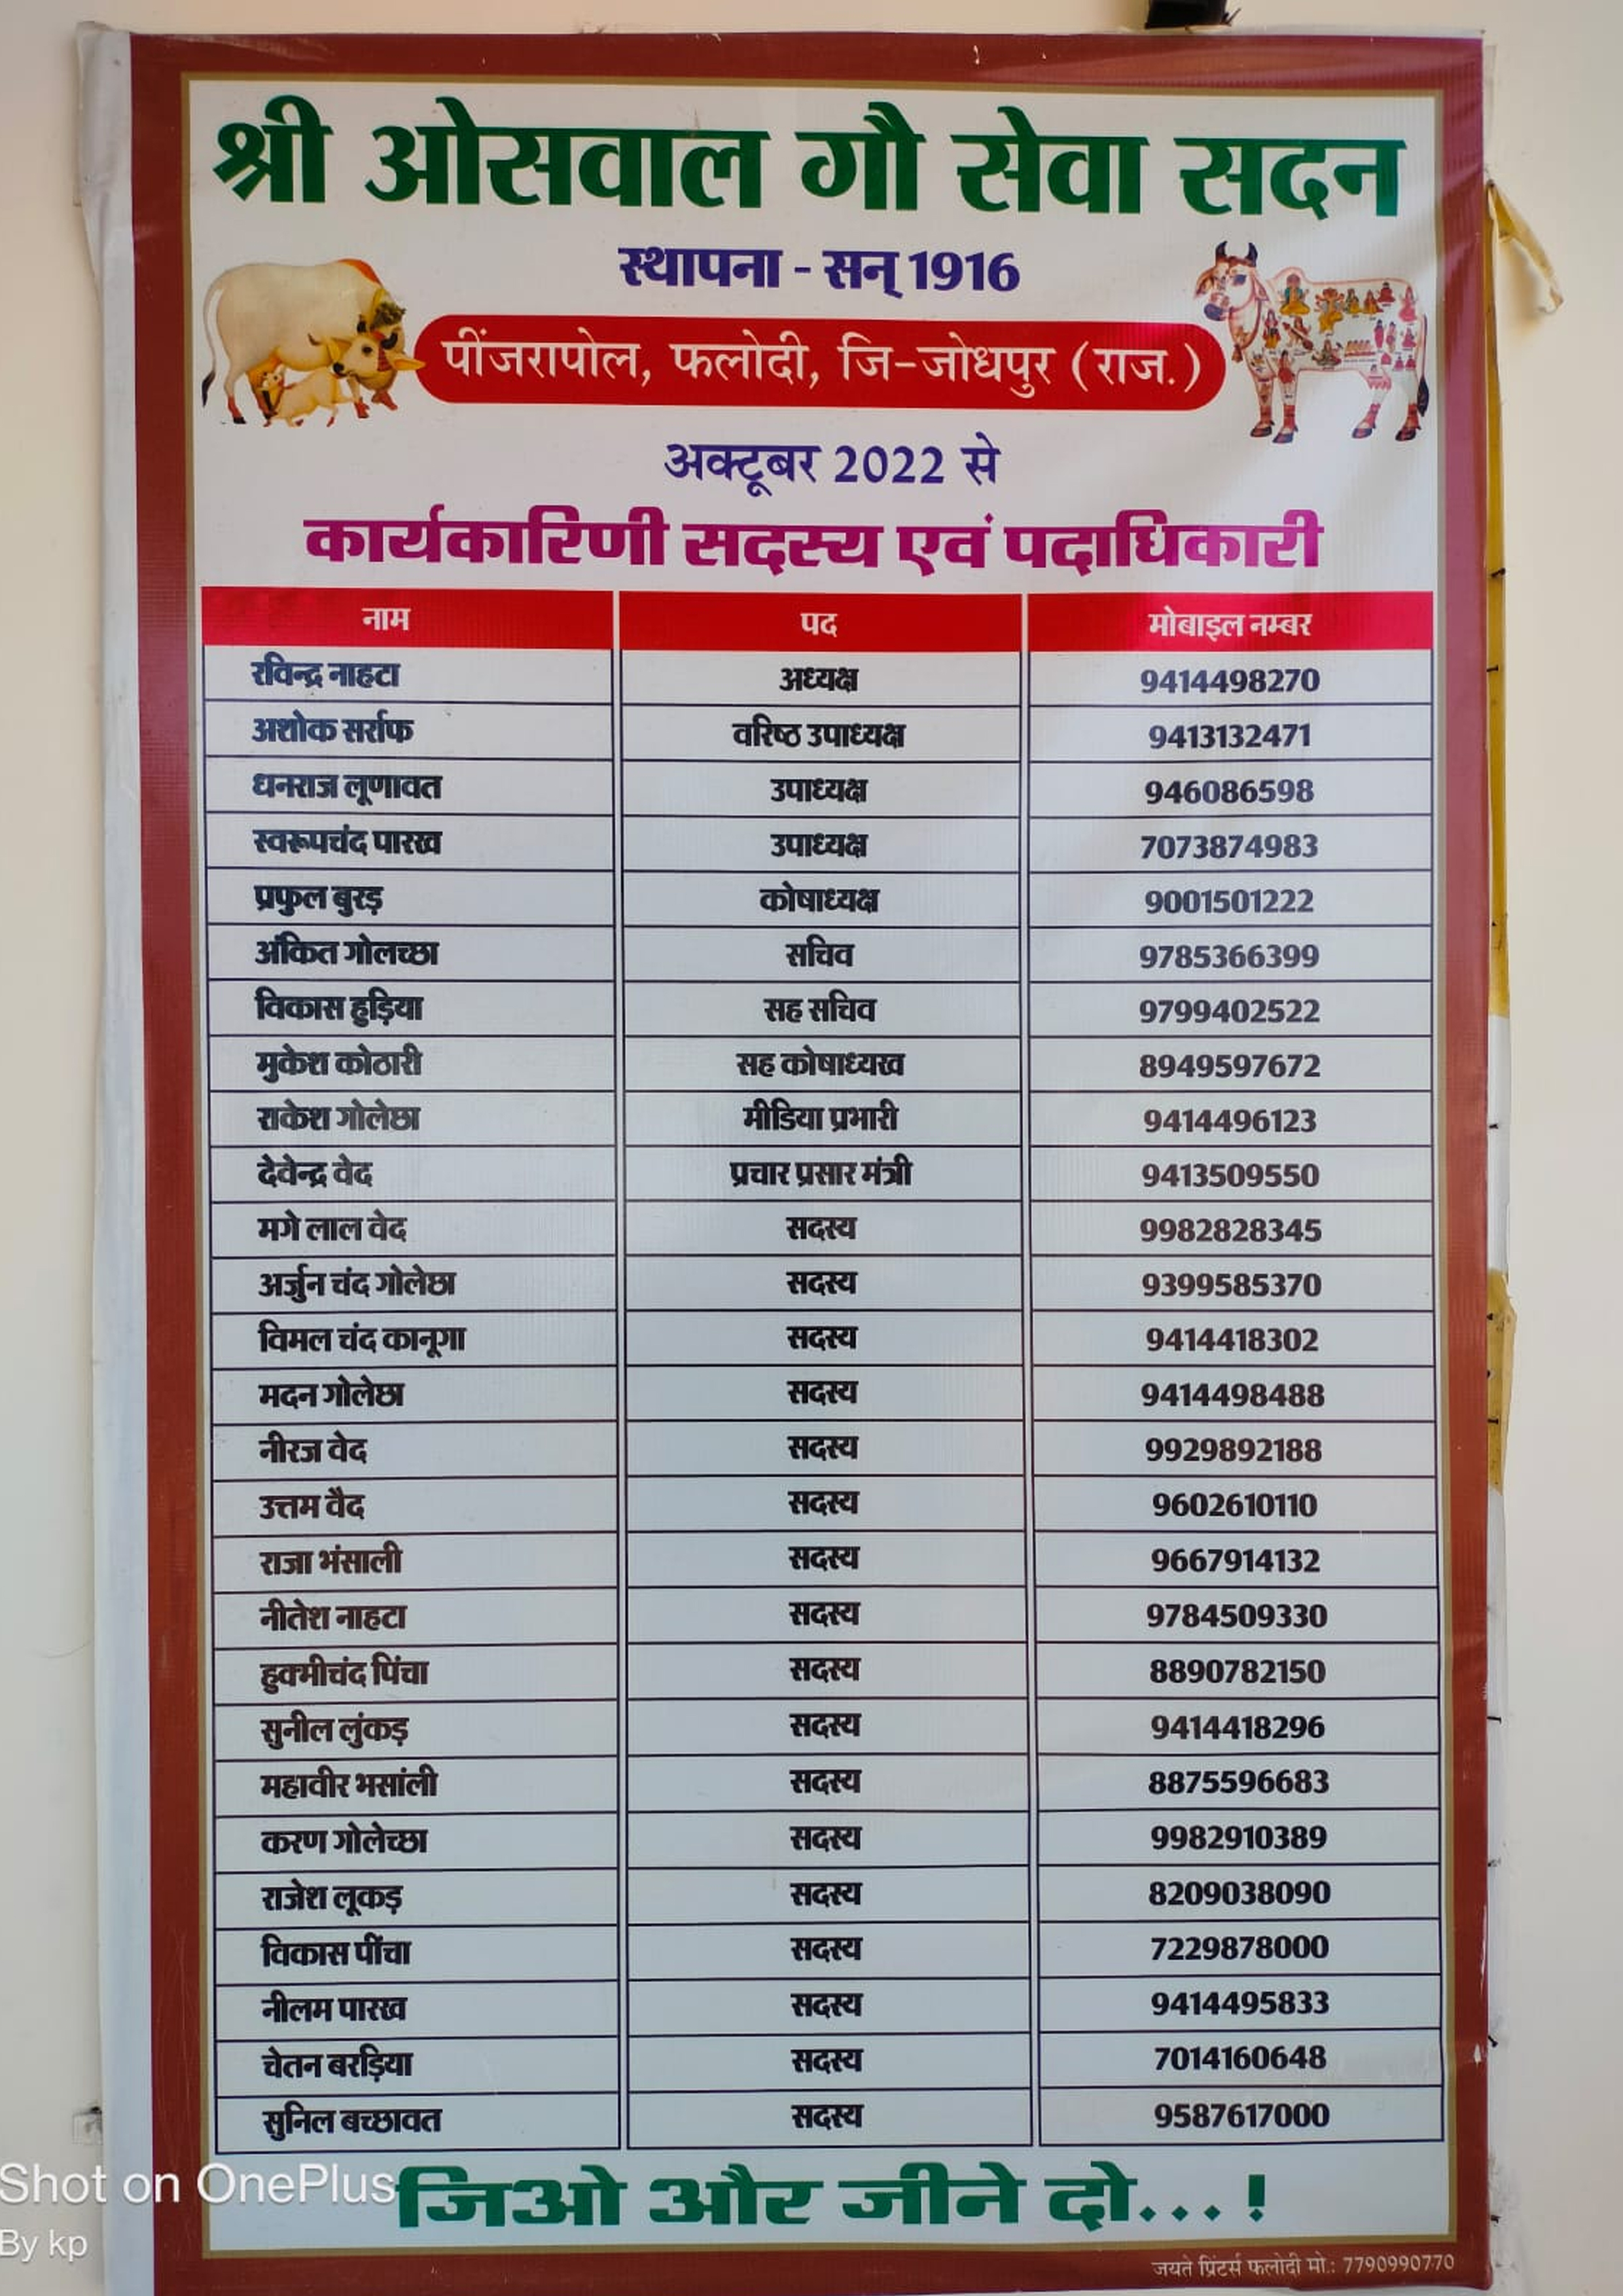 श्री ओसवाल गौ सेवा सदन
स्थापना - सन् 1916
पींजरापोल, फलोदी, जि-जोधपुर (राज.)
अक्टूबर 2022 से
कार्यकारिणी सदस्य एवं पदाधिकारी
नाम पद मोबाइल नम्बर
रविन्द्र नाहटा अध्यक्ष 9414498270
अशोक सर्राफ वरिष्ठ उपाध्यक्ष 9413132471
धनराज लूणावत उपाध्यक्ष 946086598
स्वरूपचंद पारख उपाध्यक्ष 7073874983
प्रफुल बुरड़ कोषाध्यक्ष 9001501222
अंकित गोलच्छा सचिव 9785366399
विकास हुड़िया सह सचिव 9799402522
मुकेश कोठारी सह कोषाध्यख 8949597672
राकेश गोलेछा मीडिया प्रभारी 9414496123
देवेन्द्र वेद प्रचार प्रसार मंत्री 9413509550
मगे लाल वेद सदस्य 9982828345
अर्जुन चंद गोलेछा सदस्य 9399585370
विमल चंद कानूगा सदस्य 9414418302
मदन गोलेछा सदस्य 9414498488
नीरज वेद सदस्य 9929892188
उत्तम वैद सदस्य 9602610110
राजा भंसाली सदस्य 9667914132
नीतेश नाहटा सदस्य 9784509330
हुक्मीचंद पिंचा सदस्य 8890782150
सुनील लुंकड़ सदस्य 9414418296
महावीर भसांली सदस्य 8875596683
करण गोलेच्छा सदस्य 9982910389
राजेश लूकड़ सदस्य 8209038090
विकास पींचा सदस्य 7229878000
नीलम पारख सदस्य 9414495833
चेतन बरड़िया सदस्य 7014160648
सुनिल बच्छावत सदस्य 9587617000
जिओ और जीने दो...!
जयते प्रिंटर्स फलोदी मो.: 7790990770
Shot on OnePlus
By kp